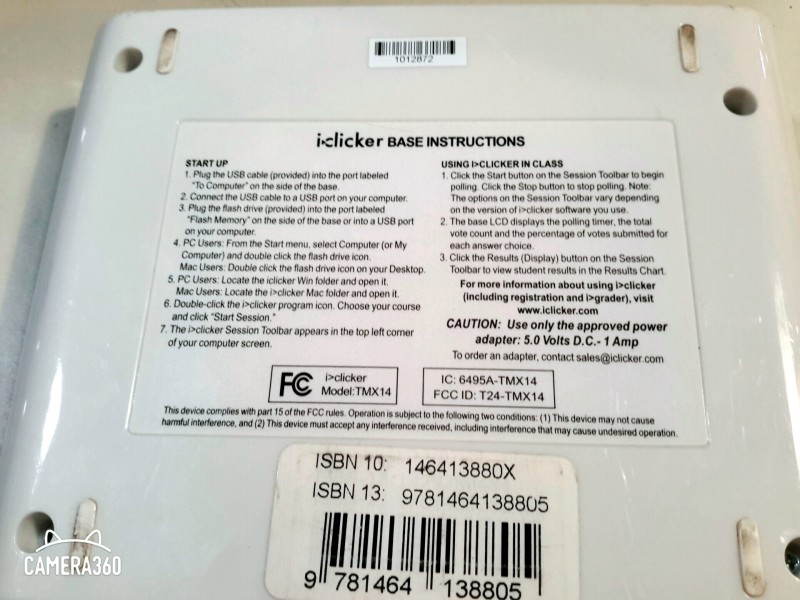 1012872
i>clicker BASE INSTRUCTIONS
START UP
1. Plug the USB cable (provided) into the port labeled
"To Computer" on the side of the base.
2. Connect the USB cable to a USB port on your computer.
3. Plug the flash drive (provided) into the port labeled
"Flash Memory" on the side of the base or into a USB port
on your computer.
4. PC Users: From the Start menu, select Computer (or My
Computer) and double click the flash drive icon.
Mac Users: Double click the flash drive icon on your Desktop.
5. PC Users: Locate the iclicker Win folder and open it.
Mac Users: Locate the i>clicker Mac folder and open it.
6. Double-click the i>clicker program icon. Choose your course
and click "Start Session."
7. The i>clicker Session Toolbar appears in the top left corner
of your computer screen.
USING I>CLICKER IN CLASS
1. Click the Start button on the Session Toolbar to begin
polling. Click the Stop button to stop polling. Note:
The options on the Session Toolbar vary depending
on the version of i>clicker software you use.
2. The base LCD displays the polling timer, the total
vote count and the percentage of votes submitted for
each answer choice.
3. Click the Results (Display) button on the Session
Toolbar to view student results in the Results Chart.
For more information about using i>clicker
(including registration and i>grader), visit
www.iclicker.com
CAUTION: Use only the approved power
adapter: 5.0 Volts D.C.- 1 Amp
To order an adapter, contact sales@iclicker.com
FC i>clicker
Model:TMX14
IC: 6495A-TMX14
FCC ID: T24-TMX14
This device complies with part 15 of the FCC rules. Operation is subject to the following two conditions: (1) This device may not cause
harmful interference, and (2) This device must accept any interference received, including interference that may cause undesired operation.
ISBN 10: 146413880X
ISBN 13: 9781464138805
9 781464 138805
CAMERA360